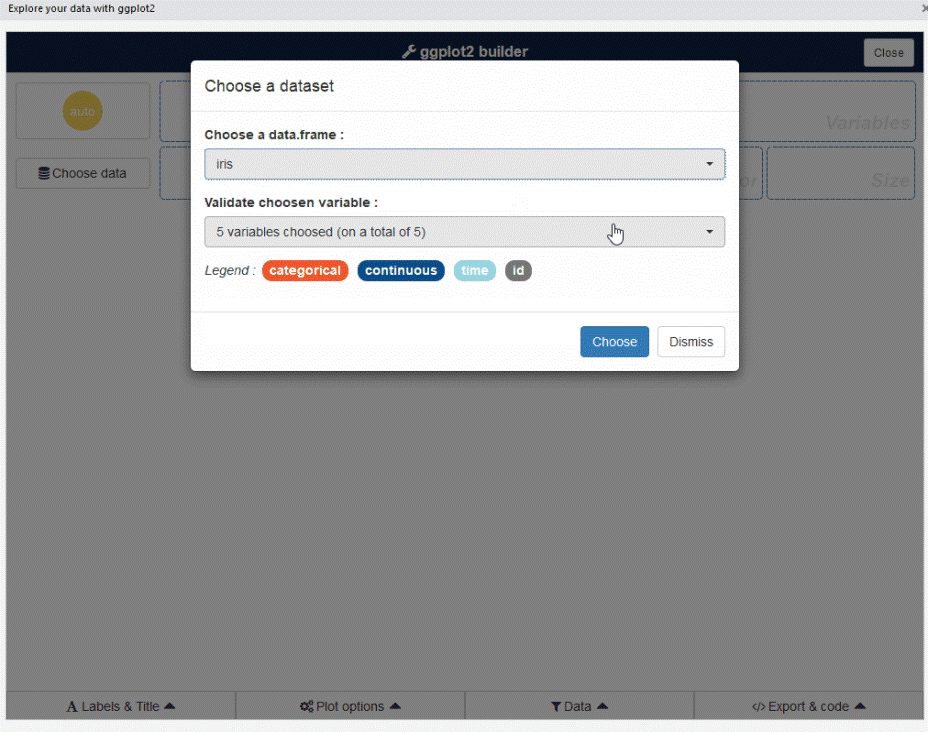 Explore your data with ggplot2
ggplot2 builder
Close
Choose a dataset
auto
Variables
Choose a data.frame :
iris
Choose data
or
Size
Validate choosen variable :
5 variables choosed (on a total of 5)
Legend : categorical continuous time id
Choose Dismiss
Labels & Title Plot options Data Export & code